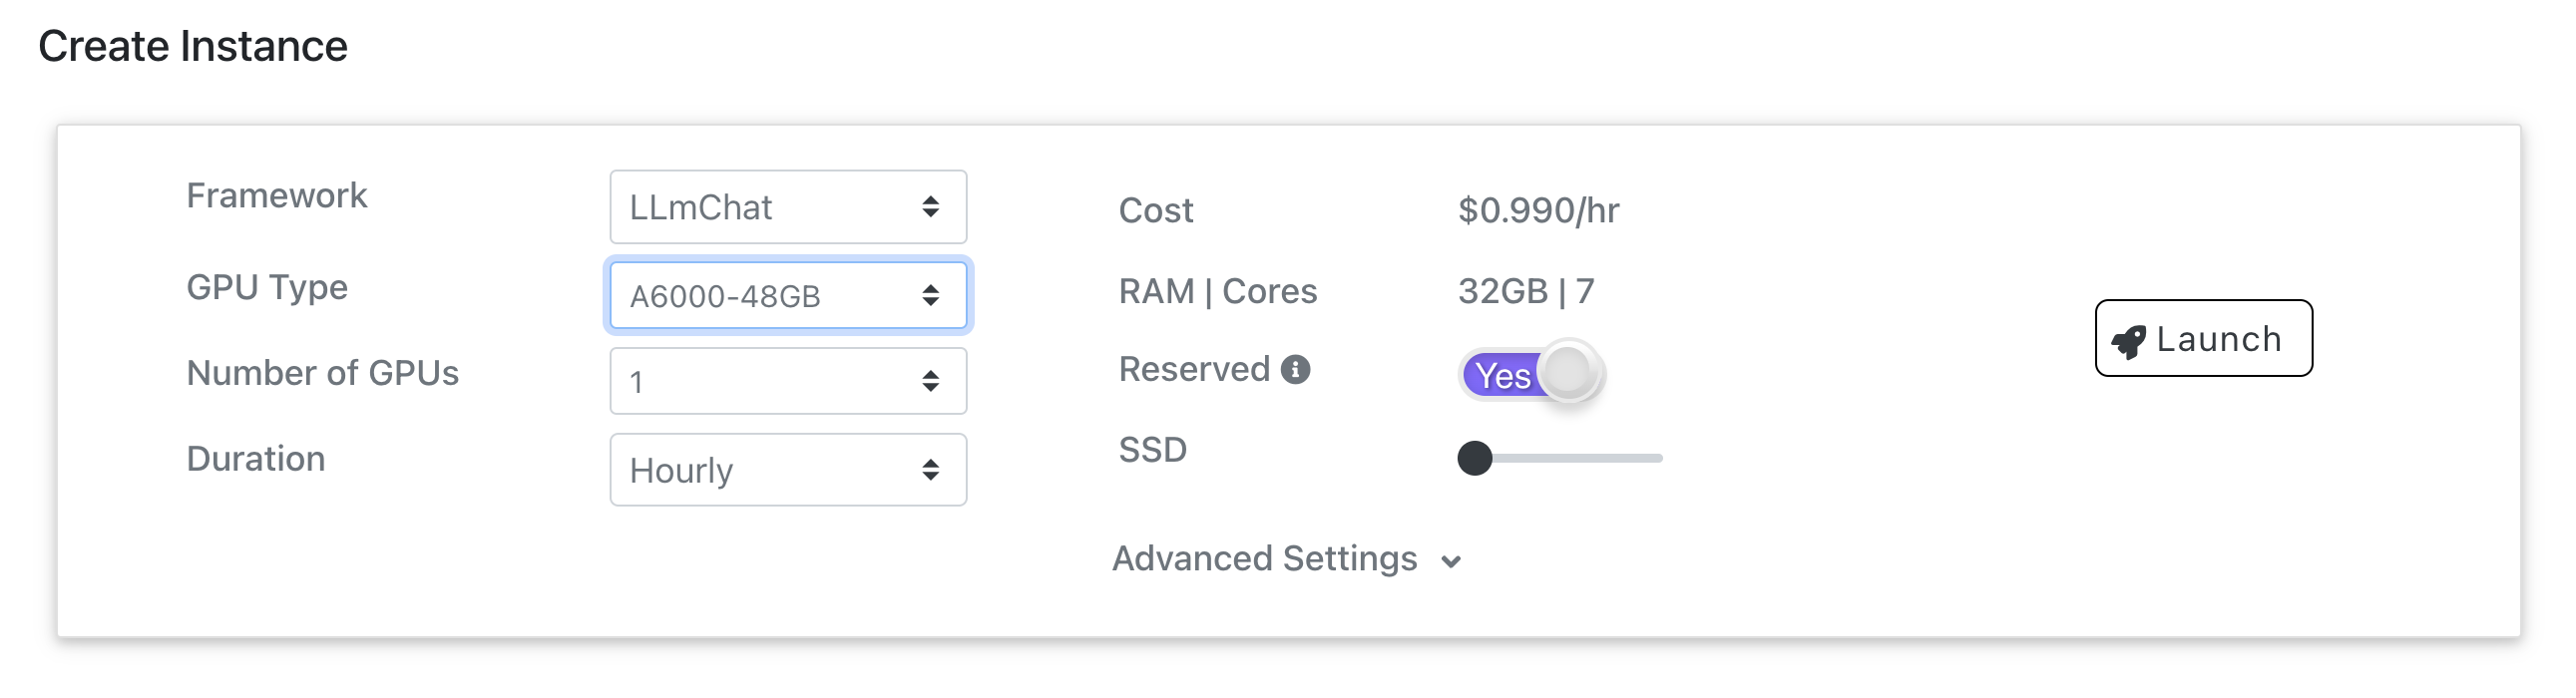 Create Instance
Framework
LLmChat
GPU Type
A6000-48GB
Number of GPUs
1
Duration
Hourly
Cost
$0.990/hr
RAM | Cores
32GB | 7
Reserved
Yes
SSD
Advanced Settings
Launch